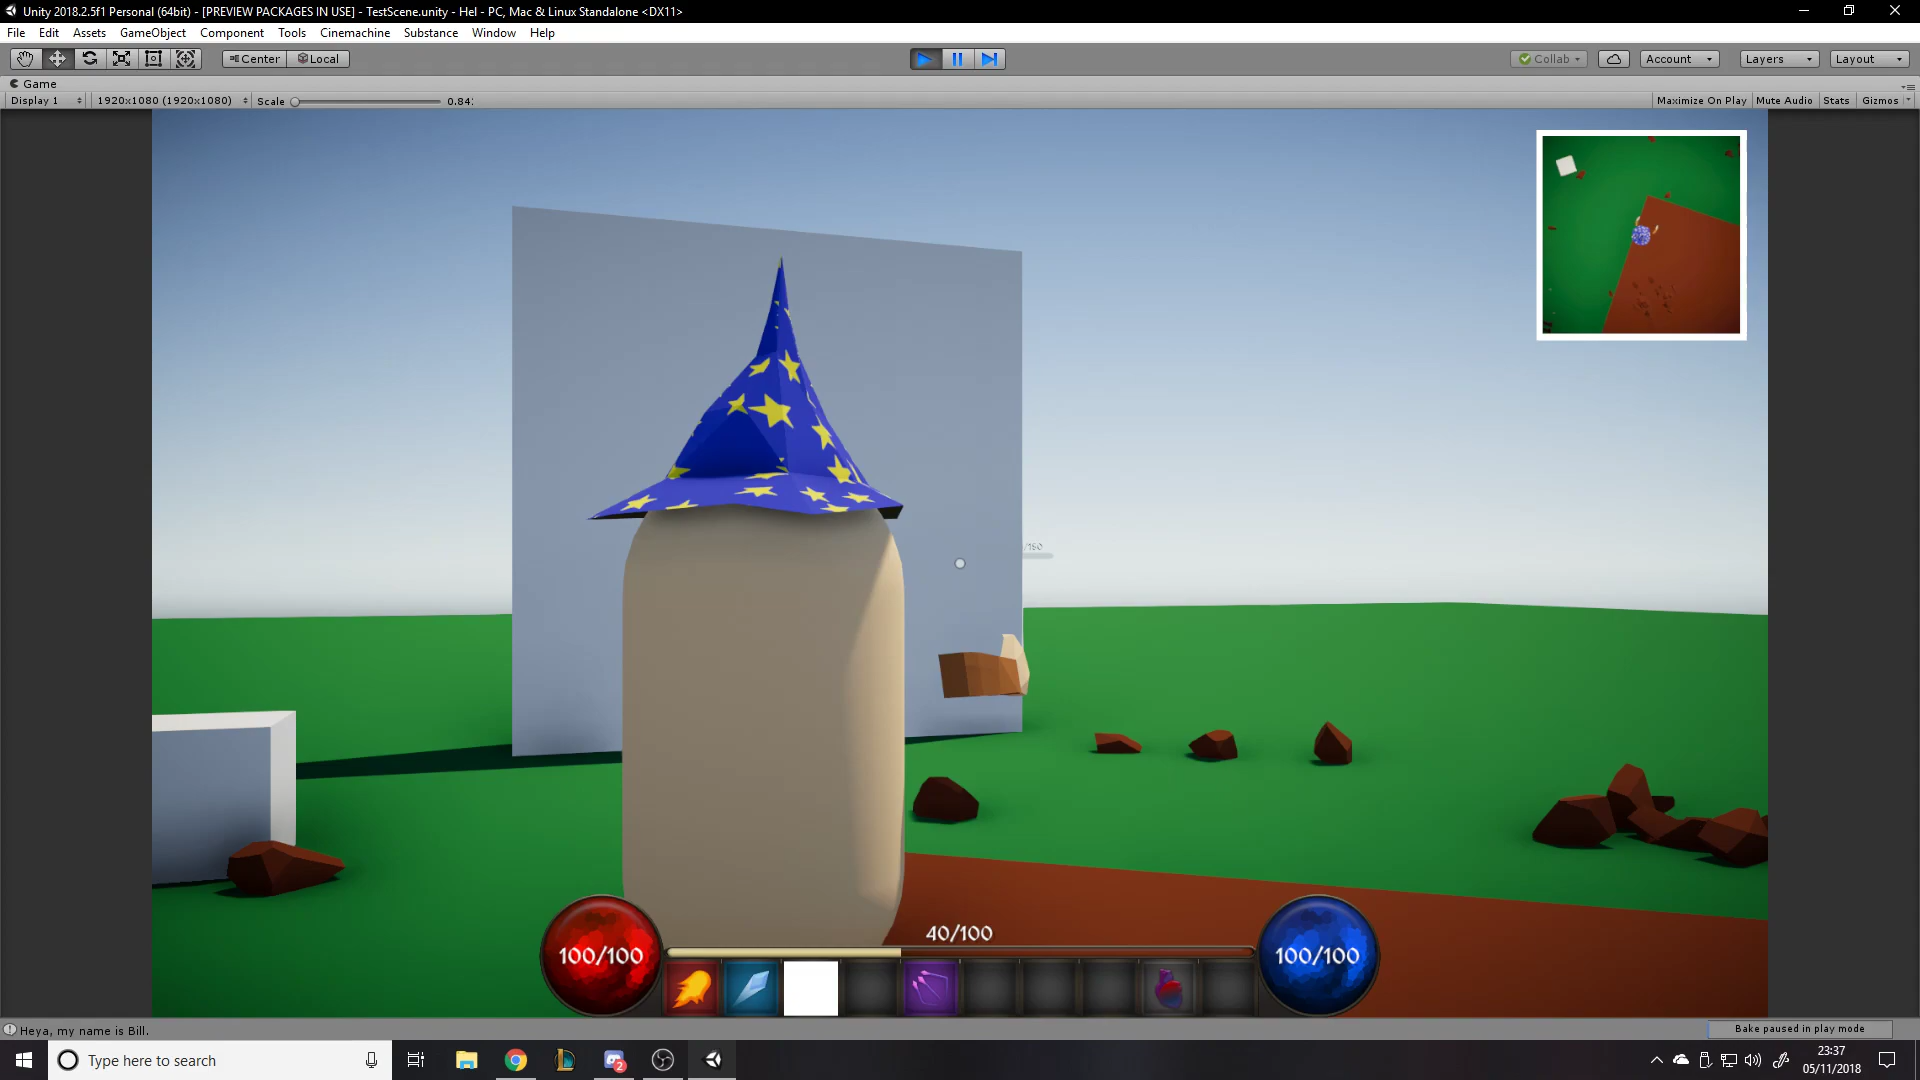 Unity 2018.2.5f1 Personal (64bit) - [PREVIEW PACKAGES IN USE] - TestScene.unity - Hel - PC, Mac & Linux Standalone <DX11>
File Edit Assets GameObject Component Tools Cinemachine Substance Window Help
Center Local Collab Account Layers Layout
Game
Display 1 1920x1080 (1920x1080) Scale 0.84 Maximize On Play Mute Audio Stats Gizmos
/150
40/100
100/100 100/100
Heya, my name is Bill. Bake paused in play mode
Type here to search 2 23:37
05/11/2018